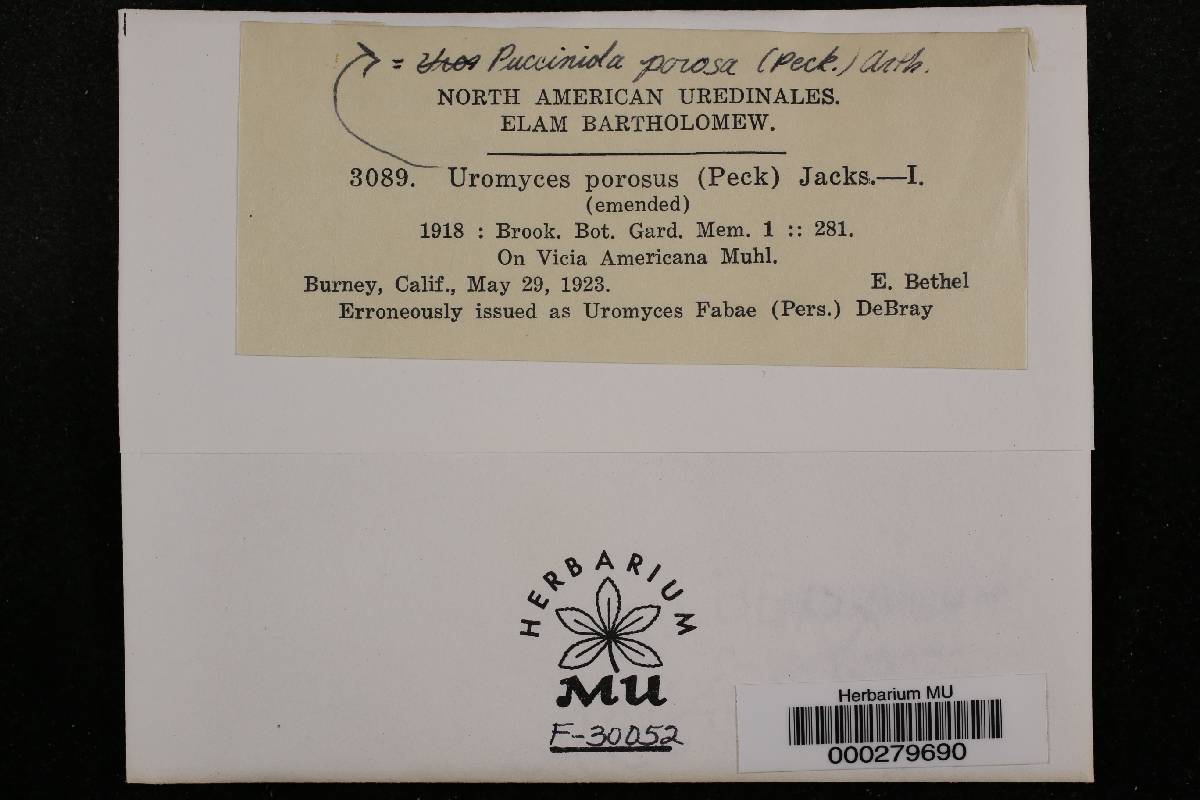 = Puccinida porosa (Peck.) Arth.
NORTH AMERICAN UREDINALES.
ELAM BARTHOLOMEW.
3089. Uromyces porosus (Peck) Jacks.—I.
(emended)
1918 : Brook. Bot. Gard. Mem. 1 :: 281.
On Vicia Americana Muhl.
Burney, Calif., May 29, 1923. E. Bethel
Erroneously issued as Uromyces Fabae (Pers.) DeBray
HERBARIUM
MU
F-30052
Herbarium MU
000279690